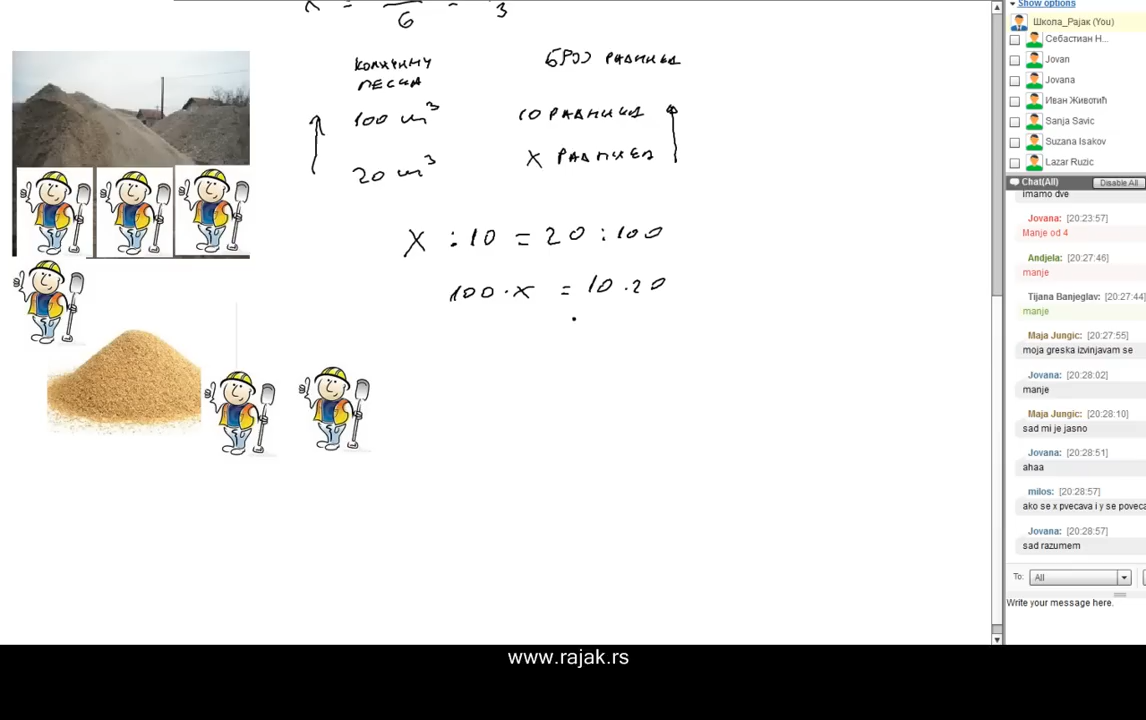 x = — = —
6 3
КОЛИЧИНУ
ПЕСКА
БРОЈ РАДНИКА
100 m³
10 РАДНИКА
20 m³
X РАДНИКА
X : 10 = 20 : 100
100 · x = 10 · 20
Show options
Школа_Рајак (You)
Себастиан Н...
Jovan
Jovana
Иван Животић
Sanja Savic
Suzana Isakov
Lazar Ruzic
Chat(All)
Disable All
imamo dve
Jovana: [20:23:57]
Manje od 4
Andjela: [20:27:46]
manje
Tijana Banjeglav: [20:27:44]
manje
Maja Jungic: [20:27:55]
moja greska izvinjavam se
Jovana: [20:28:02]
manje
Maja Jungic: [20:28:10]
sad mi je jasno
Jovana: [20:28:51]
ahaa
milos: [20:28:57]
ako se x pvecava i y se poveca
Jovana: [20:28:57]
sad razumem
To: All
Write your message here.
www.rajak.rs